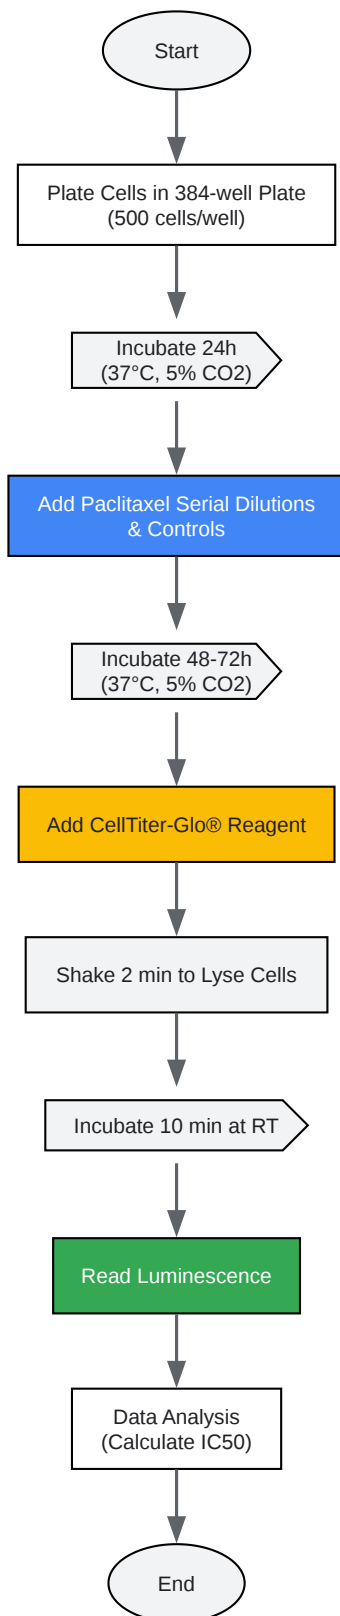 Start
Plate Cells in 384-well Plate
(500 cells/well)
Incubate 24h
(37°C, 5% CO2)
Add Paclitaxel Serial Dilutions
& Controls
Incubate 48-72h
(37°C, 5% CO2)
Add CellTiter-Glo® Reagent
Shake 2 min to Lyse Cells
Incubate 10 min at RT
Read Luminescence
Data Analysis
(Calculate IC50)
End